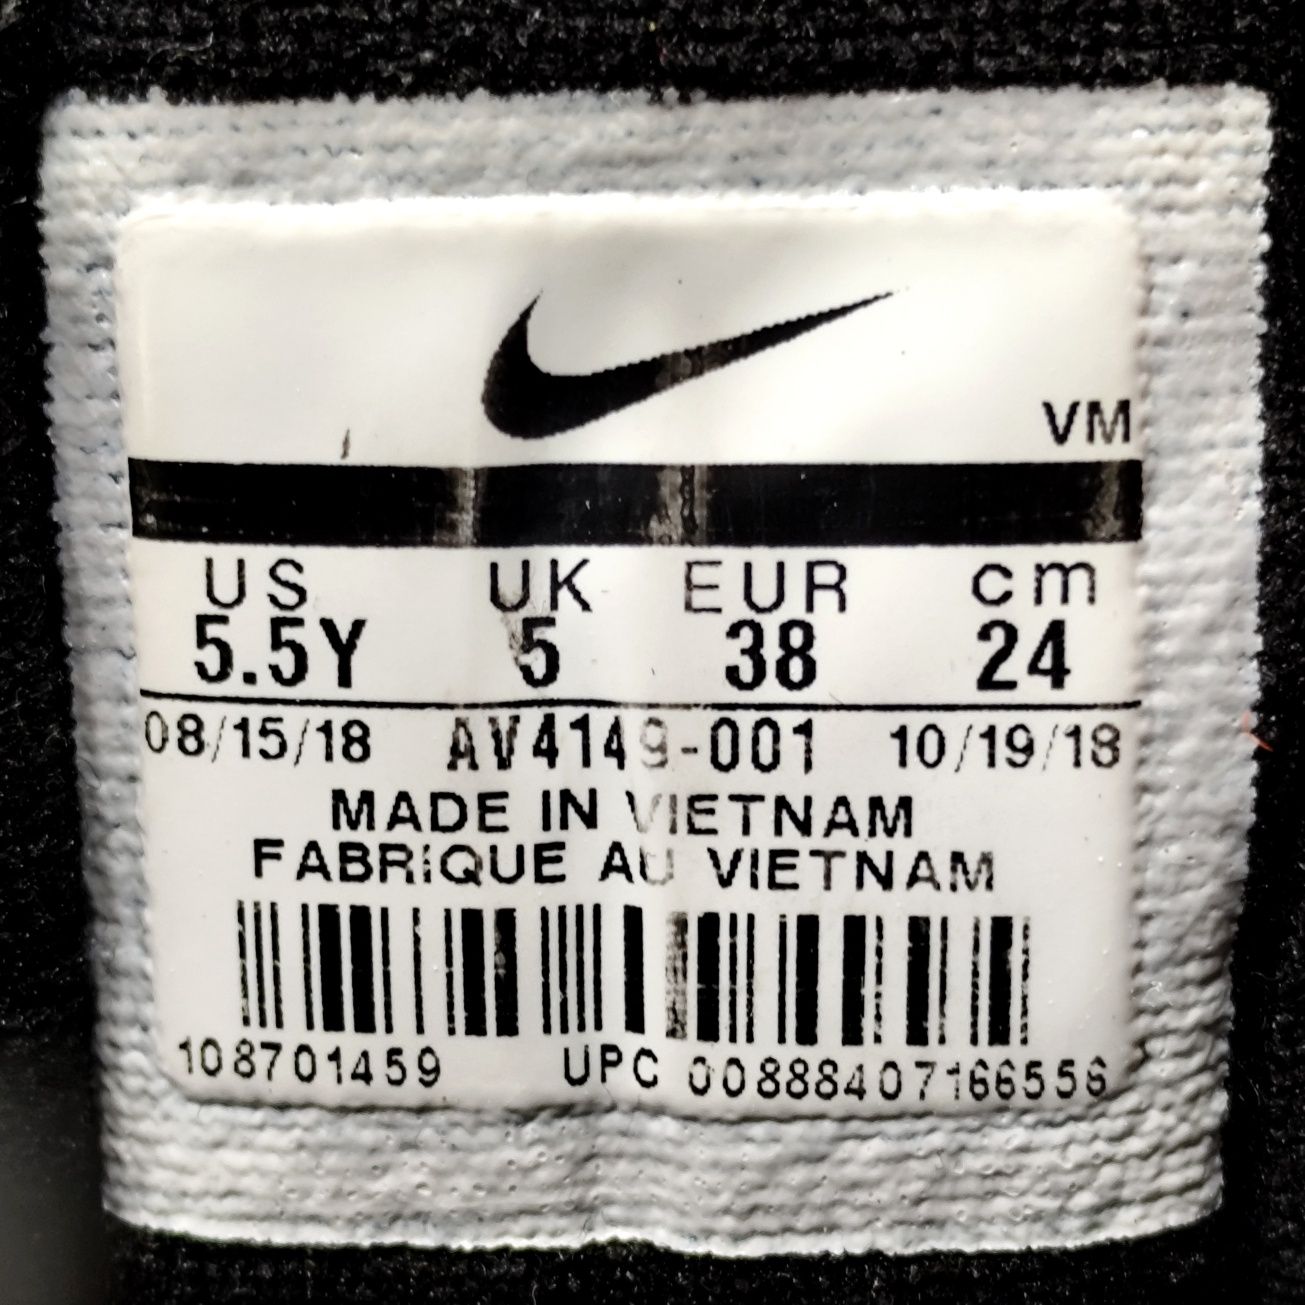 VM
US UK EUR cm
5.5Y 5 38 24
08/15/18 AV4149-001 10/19/18
MADE IN VIETNAM
FABRIQUE AU VIETNAM
108701459 UPC 00888407166556